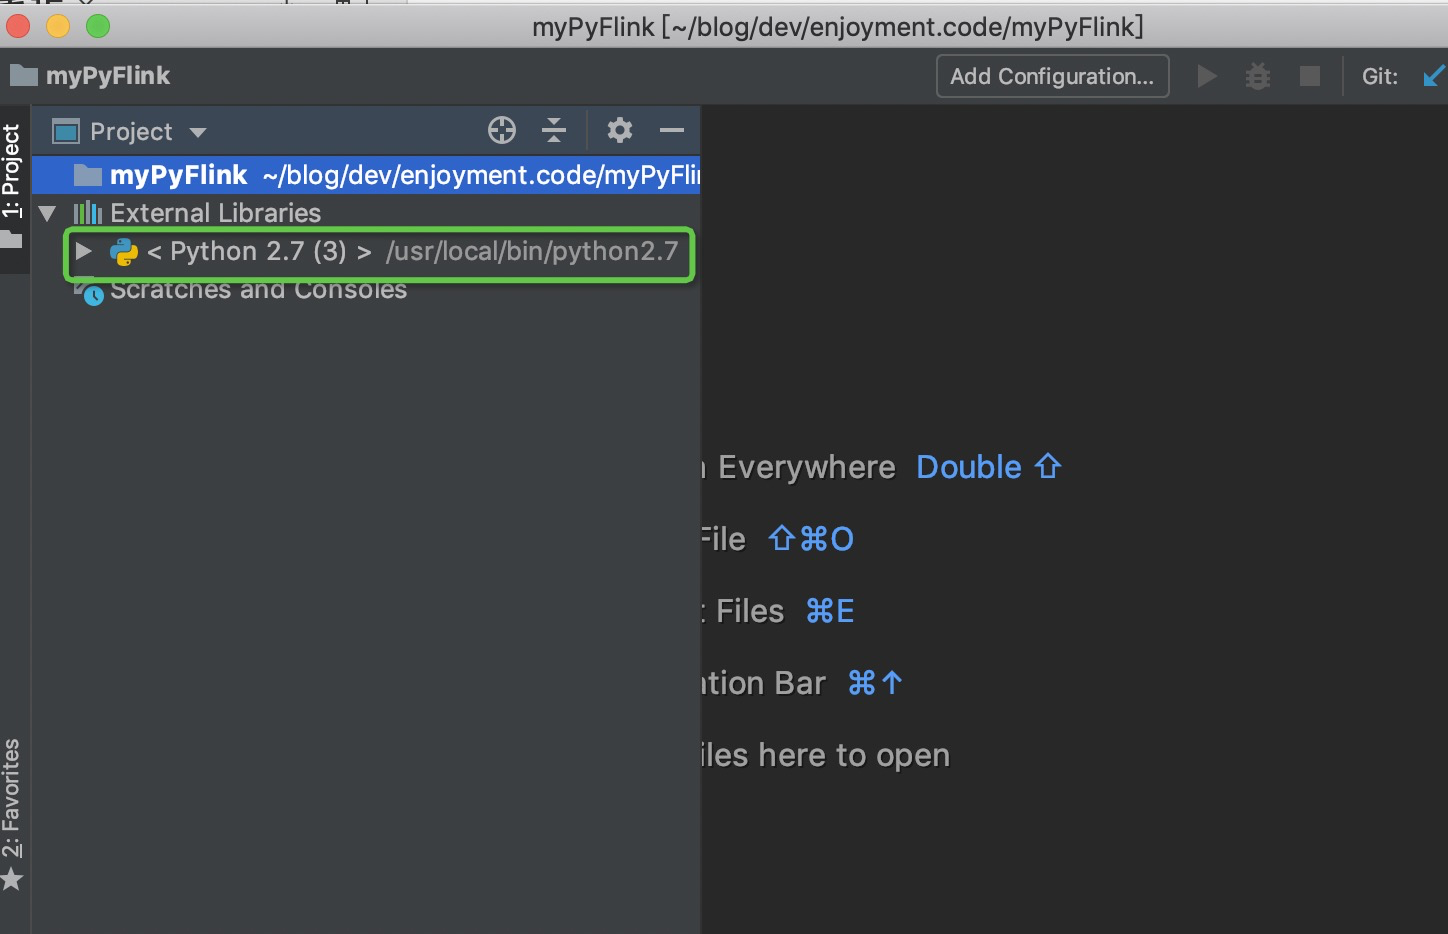 myPyFlink [~/blog/dev/enjoyment.code/myPyFlink]
myPyFlink
Add Configuration...
Git:
1: Project
Project
myPyFlink ~/blog/dev/enjoyment.code/myPyFli
External Libraries
< Python 2.7 (3) > /usr/local/bin/python2.7
Scratches and Consoles
Everywhere Double ⇧
File ⇧⌘O
Files ⌘E
Bar ⌘↑
here to open
2: Favorites